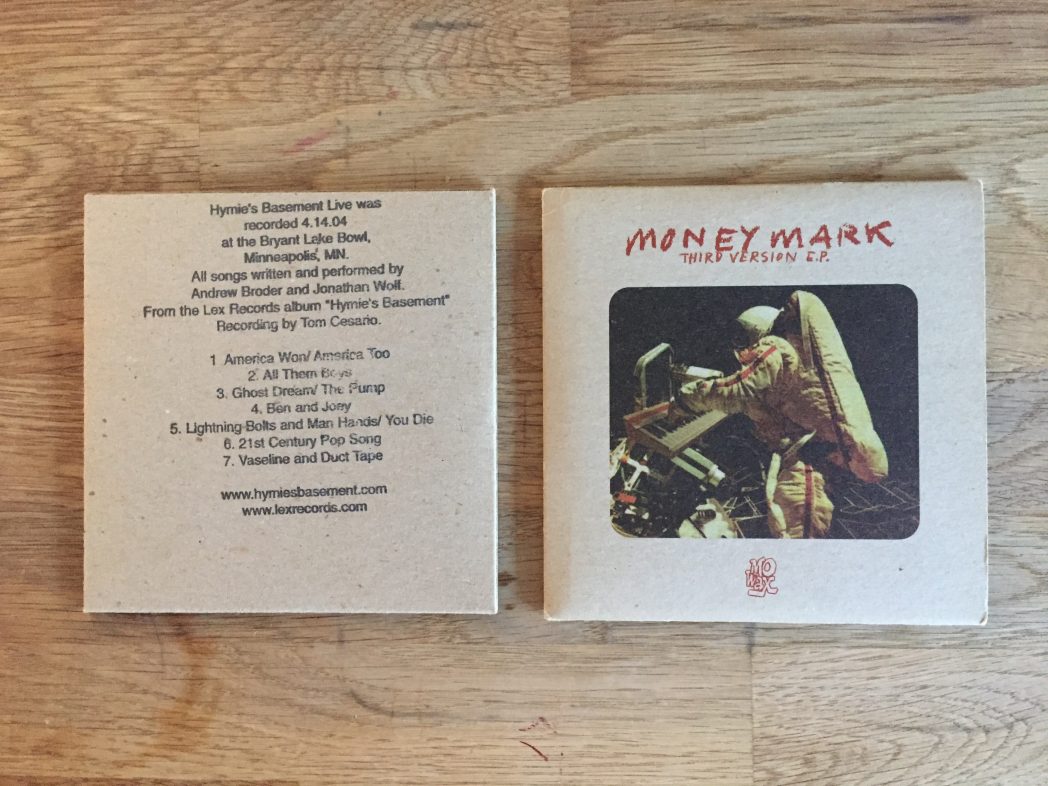 Hymie's Basement Live was
recorded 4.14.04
at the Bryant Lake Bowl,
Minneapolis, MN.
All songs written and performed by
Andrew Broder and Jonathan Wolf.
From the Lex Records album "Hymie's Basement"
Recording by Tom Cesario.
1 America Won/ America Too
2. All Them Boys
3. Ghost Dream/ The Pump
4. Ben and Joey
5. Lightning Bolts and Man Hands/ You Die
6. 21st Century Pop Song
7. Vaseline and Duct Tape
www.hymiesbasement.com
www.lexrecords.com
MONEY MARK
THIRD VERSION E.P.
MO
WAX